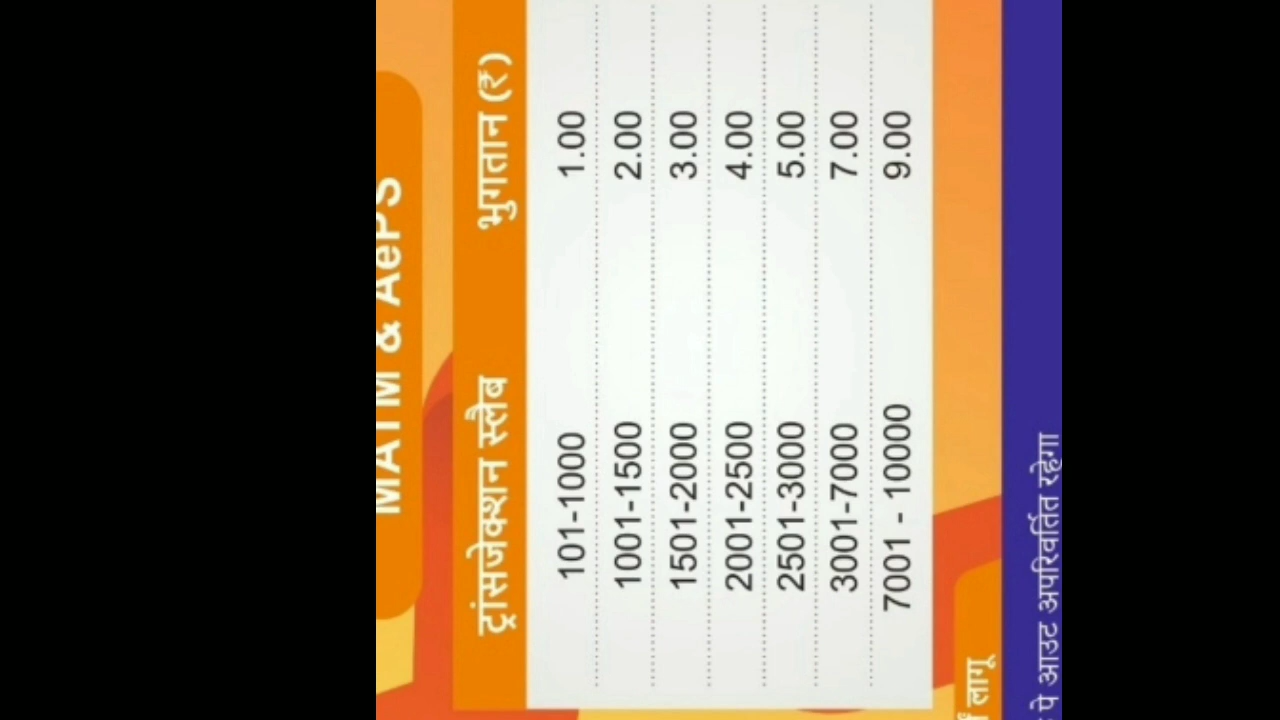 MATM & AePS
ट्रांसजेक्शन स्लैब भुगतान (₹)
101-1000 1.00
1001-1500 2.00
1501-2000 3.00
2001-2500 4.00
2501-3000 5.00
3001-7000 7.00
7001 - 10000 9.00
लागू
पे आउट अपरिवर्तित रहेगा